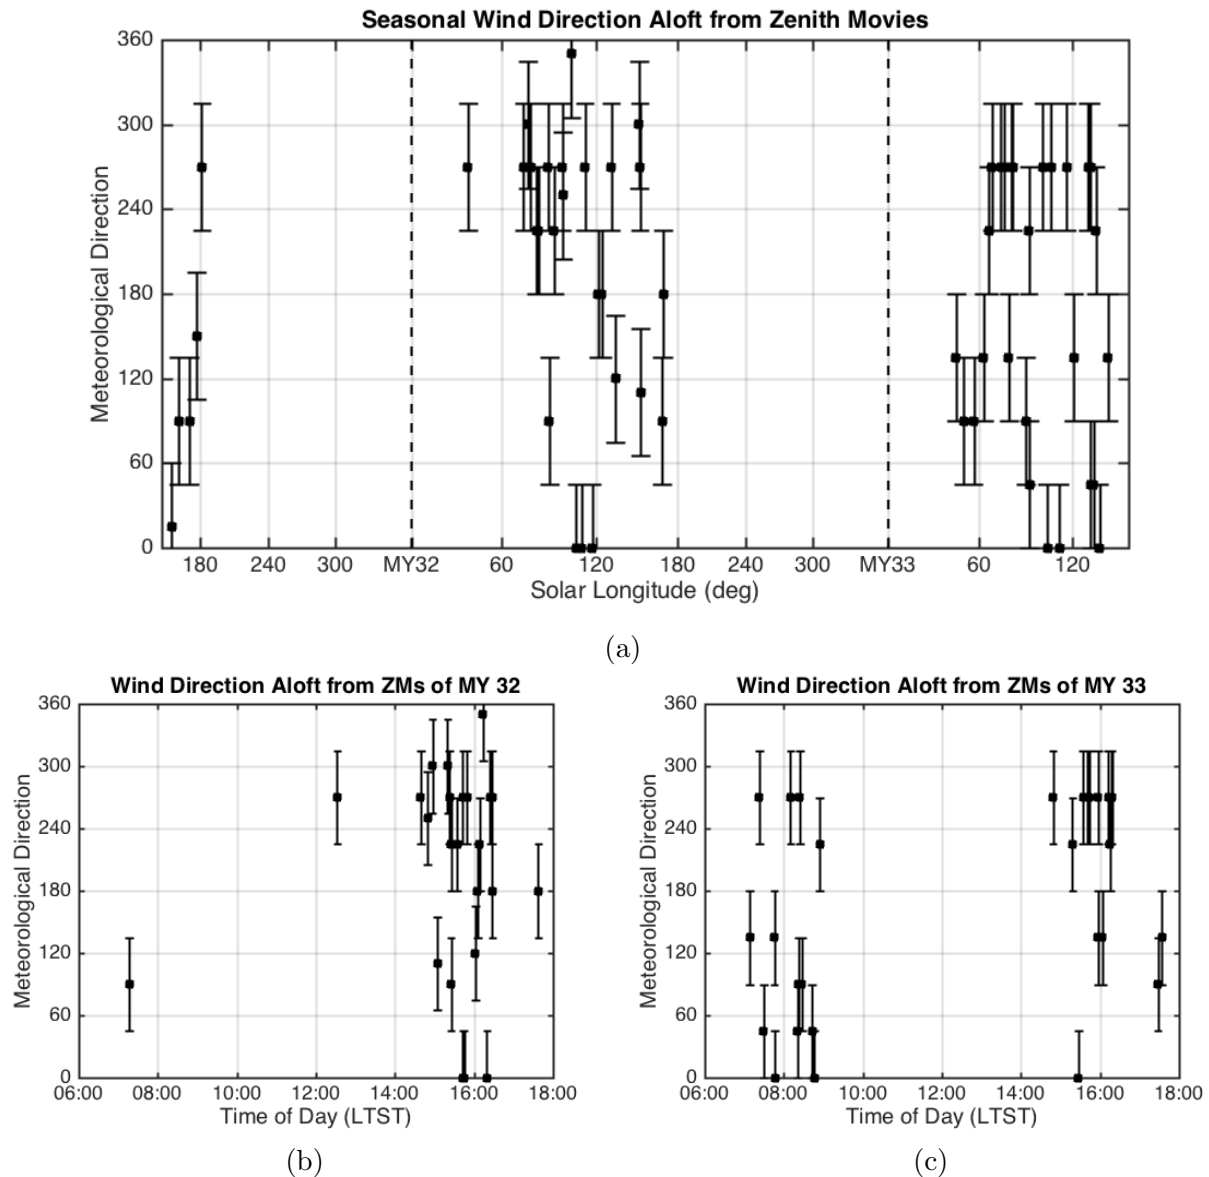 Seasonal Wind Direction Aloft from Zenith Movies
Meteorological Direction
360
300
240
180
120
60
0
180 240 300 MY32 60 120 180 240 300 MY33 60 120
Solar Longitude (deg)
(a)
Wind Direction Aloft from ZMs of MY 32
Meteorological Direction
360
300
240
180
120
60
0
06:00 08:00 10:00 12:00 14:00 16:00 18:00
Time of Day (LTST)
(b)
Wind Direction Aloft from ZMs of MY 33
Meteorological Direction
360
300
240
180
120
60
0
06:00 08:00 10:00 12:00 14:00 16:00 18:00
Time of Day (LTST)
(c)